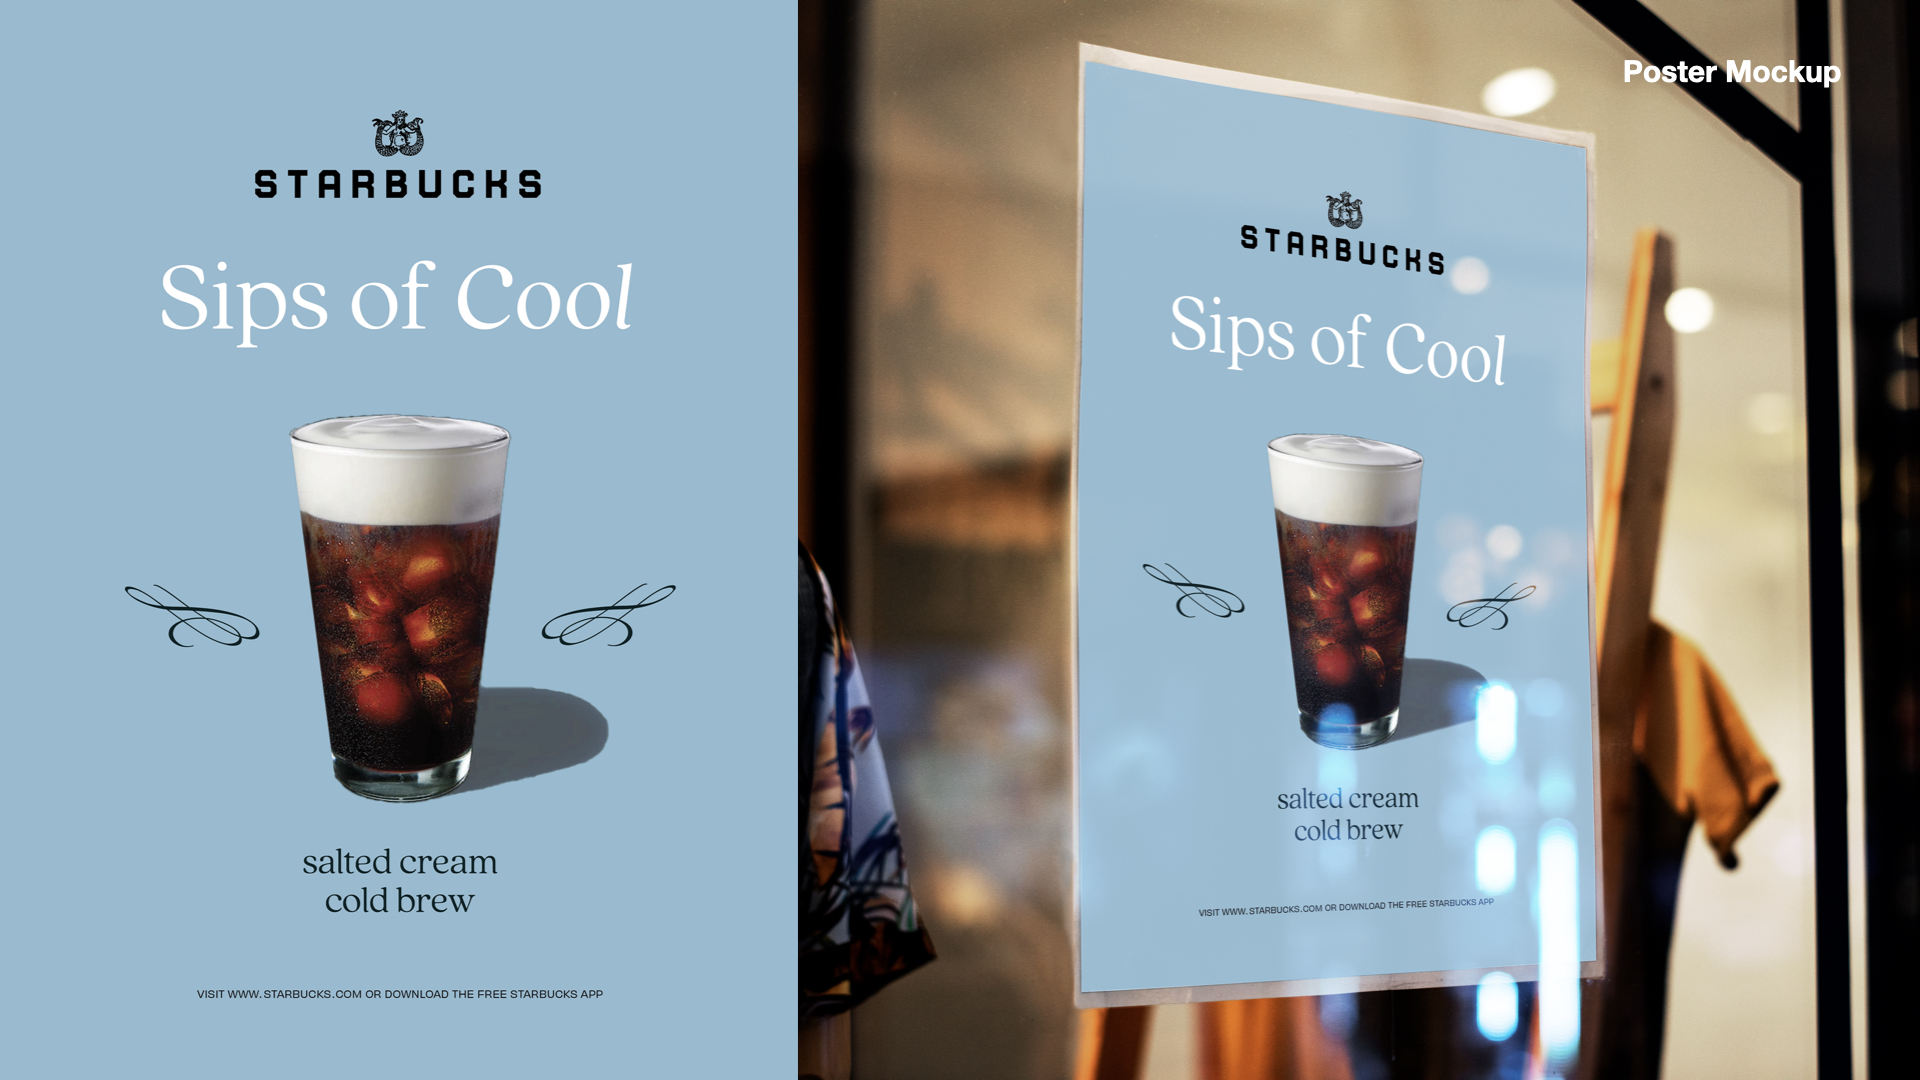 STARBUCKS
Sips of Cool
salted cream
cold brew
VISIT WWW.STARBUCKS.COM OR DOWNLOAD THE FREE STARBUCKS APP
Poster Mockup
STARBUCKS
Sips of Cool
salted cream
cold brew
VISIT WWW.STARBUCKS.COM OR DOWNLOAD THE FREE STARBUCKS APP